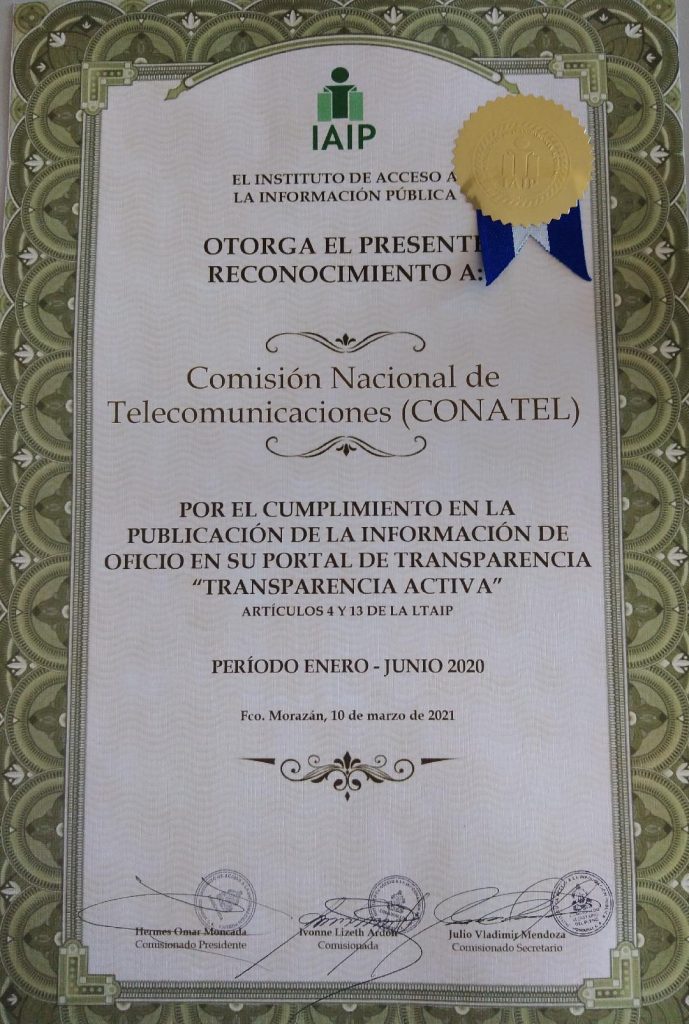 IAIP
IAIP
EL INSTITUTO DE ACCESO A
LA INFORMACIÓN PÚBLICA
OTORGA EL PRESENTE
RECONOCIMIENTO A:
Comisión Nacional de
Telecomunicaciones (CONATEL)
POR EL CUMPLIMIENTO EN LA
PUBLICACIÓN DE LA INFORMACIÓN DE
OFICIO EN SU PORTAL DE TRANSPARENCIA
“TRANSPARENCIA ACTIVA”
ARTÍCULOS 4 Y 13 DE LA LTAIP
PERÍODO ENERO - JUNIO 2020
Fco. Morazán, 10 de marzo de 2021
Hermes Omar Moncada
Comisionado Presidente
Ivonne Lizeth Ardón
Comisionada
Julio Vladimir Mendoza
Comisionado Secretario